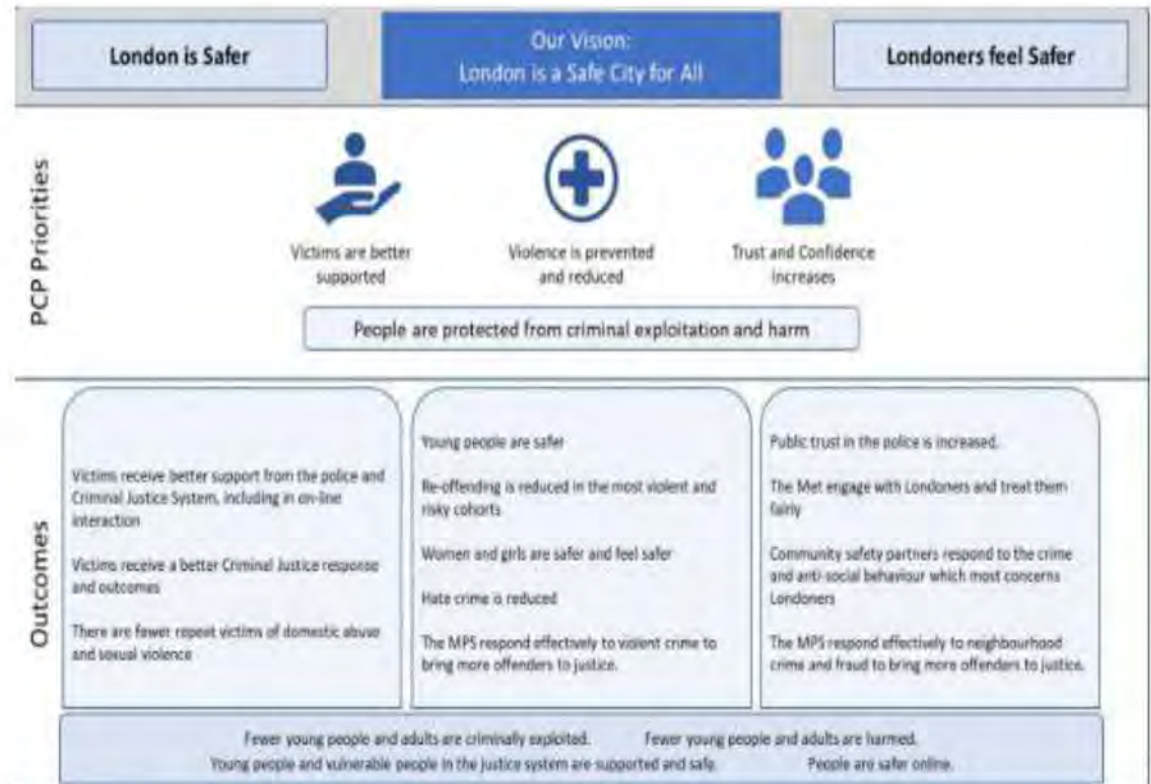 London is Safer
Our Vision:
London is a Safe City for All
Londoners feel Safer
PCP Priorities
Victims are better
supported
Violence is prevented
and reduced
Trust and Confidence
increases
People are protected from criminal exploitation and harm
Outcomes
Victims receive better support from the police and
Criminal Justice System, including in on-line
interaction
Victims receive a better Criminal Justice response
and outcomes
There are fewer repeat victims of domestic abuse
and sexual violence
Young people are safer
Re-offending is reduced in the most violent and
risky cohorts
Women and girls are safer and feel safer
Hate crime is reduced
The MPS respond effectively to violent crime to
bring more offenders to justice.
Public trust in the police is increased.
The Met engage with Londoners and treat them
fairly
Community safety partners respond to the crime
and anti-social behaviour which most concerns
Londoners
The MPS respond effectively to neighbourhood
crime and fraud to bring more offenders to justice.
Fewer young people and adults are criminally exploited. Fewer young people and adults are harmed.
Young people and vulnerable people in the justice system are supported and safe. People are safer online.